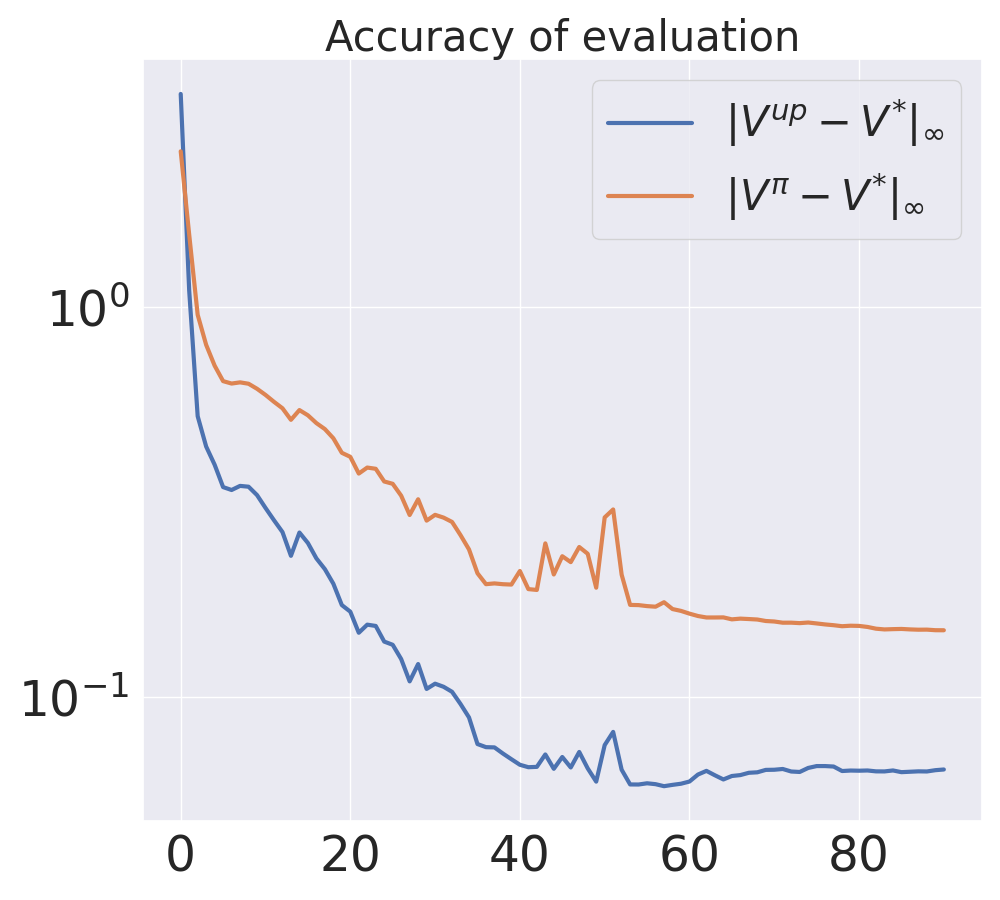 Accuracy of evaluation
|V^{up} − V^*|_∞
|V^π − V^*|_∞
10^0
10^{-1}
0 20 40 60 80